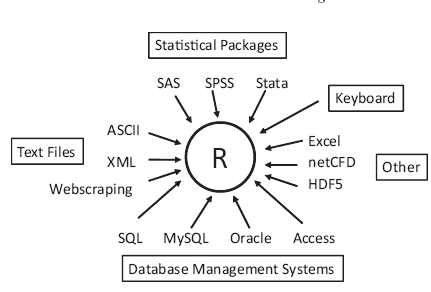 Statistical Packages
SAS SPSS Stata
Keyboard
ASCII
Text Files
XML
Webscraping
R
Excel
netCFD
HDF5
Other
SQL MySQL Oracle Access
Database Management Systems